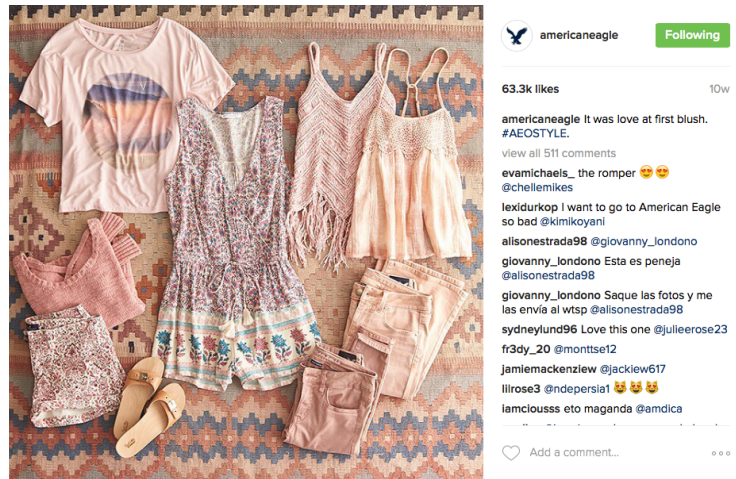 americaneagle
Following
63.3k likes
10w
americaneagle It was love at first blush.
#AEOSTYLE.
view all 511 comments
evamichaels_ the romper 😍😍
@chellemikes
lexidurkop I want to go to American Eagle
so bad @kimikoyani
alisonestrada98 @giovanny_londono
giovanny_londono Esta es peneja
@alisonestrada98
giovanny_londono Saque las fotos y me
las envía al wtsp @alisonestrada98
sydneylund96 Love this one @julieerose23
fr3dy_20 @monttse12
jamiemackenziew @jackiew617
lilrose3 @ndepersia1 😻😻😻
iamciousss eto maganda @amdica
Add a comment...